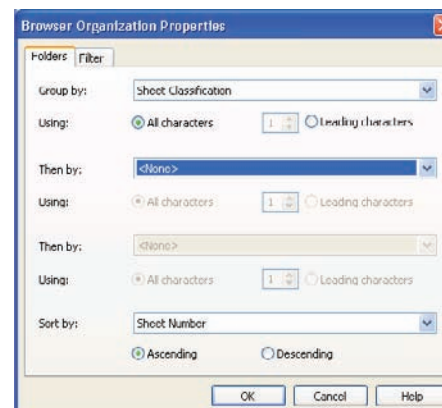 Browser Organization Properties
Folders Filter
Group by: Sheet Classification
Using: All characters 1 Leading characters
Then by: <None>
Using: All characters 1 Leading characters
Then by: <None>
Using: All characters 1 Leading characters
Sort by: Sheet Number
Ascending Descending
OK Cancel Help